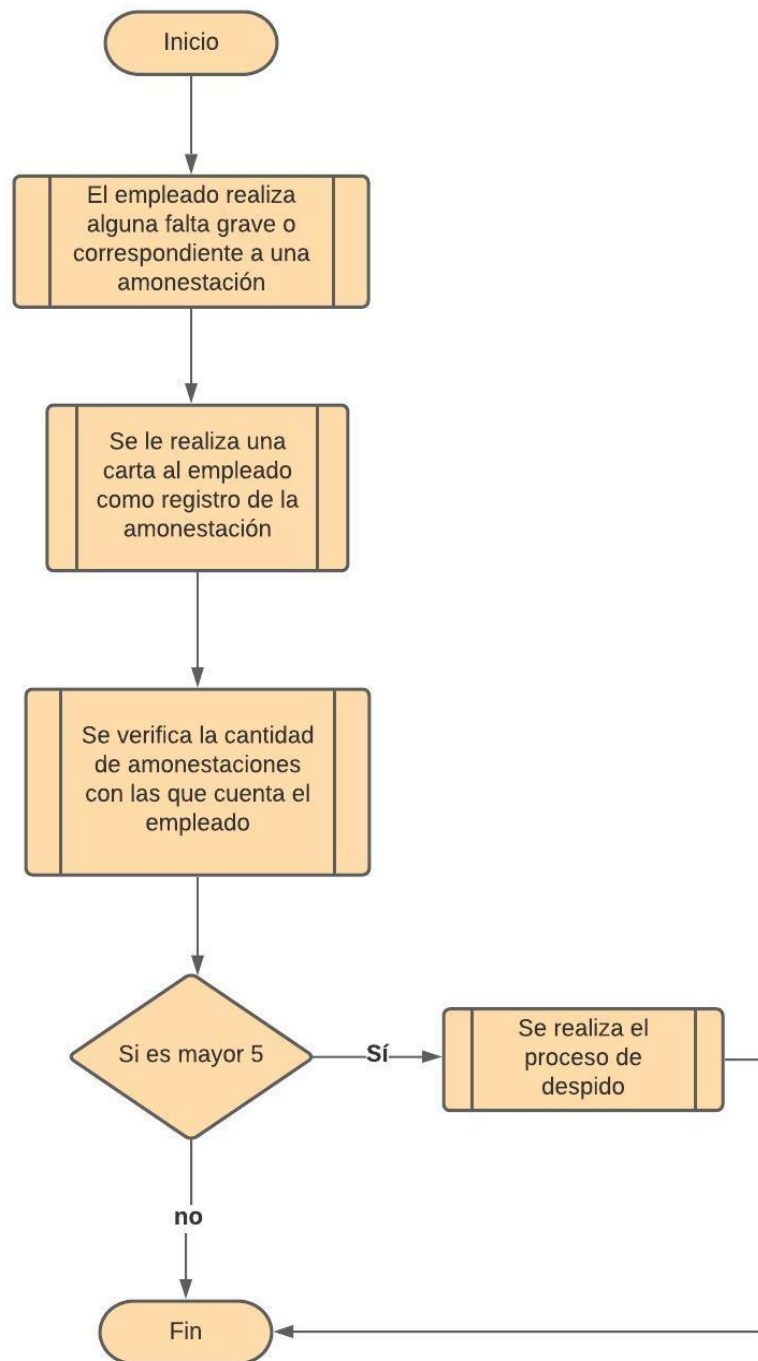 Inicio
El empleado realiza
alguna falta grave o
correspondiente a una
amonestación
Se le realiza una
carta al empleado
como registro de la
amonestación
Se verifica la cantidad
de amonestaciones
con las que cuenta el
empleado
Si es mayor 5
Sí
Se realiza el
proceso de
despido
no
Fin